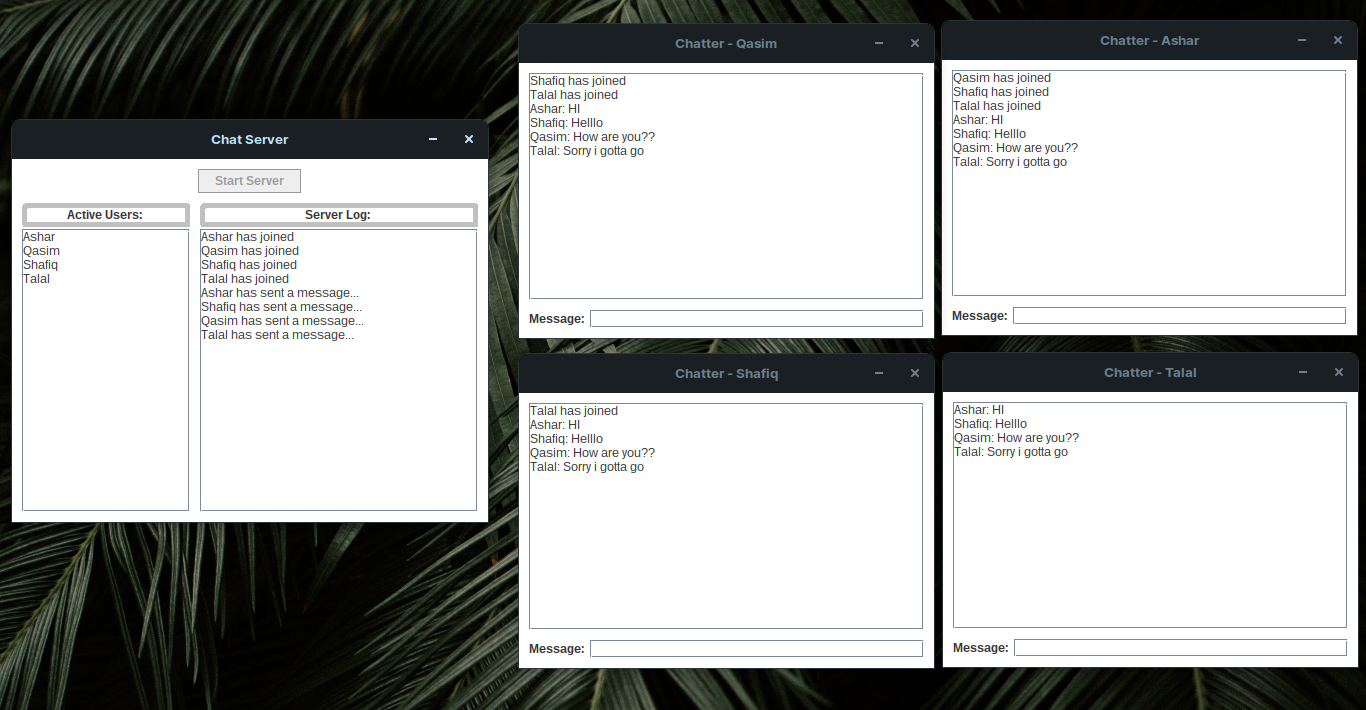 Chat Server
Start Server
Active Users:
Ashar
Qasim
Shafiq
Talal
Server Log:
Ashar has joined
Qasim has joined
Shafiq has joined
Talal has joined
Ashar has sent a message...
Shafiq has sent a message...
Qasim has sent a message...
Talal has sent a message...
Chatter - Qasim
Shafiq has joined
Talal has joined
Ashar: HI
Shafiq: Helllo
Qasim: How are you??
Talal: Sorry i gotta go
Message:
Chatter - Ashar
Qasim has joined
Shafiq has joined
Talal has joined
Ashar: HI
Shafiq: Helllo
Qasim: How are you??
Talal: Sorry i gotta go
Message:
Chatter - Shafiq
Talal has joined
Ashar: HI
Shafiq: Helllo
Qasim: How are you??
Talal: Sorry i gotta go
Message:
Chatter - Talal
Ashar: HI
Shafiq: Helllo
Qasim: How are you??
Talal: Sorry i gotta go
Message: